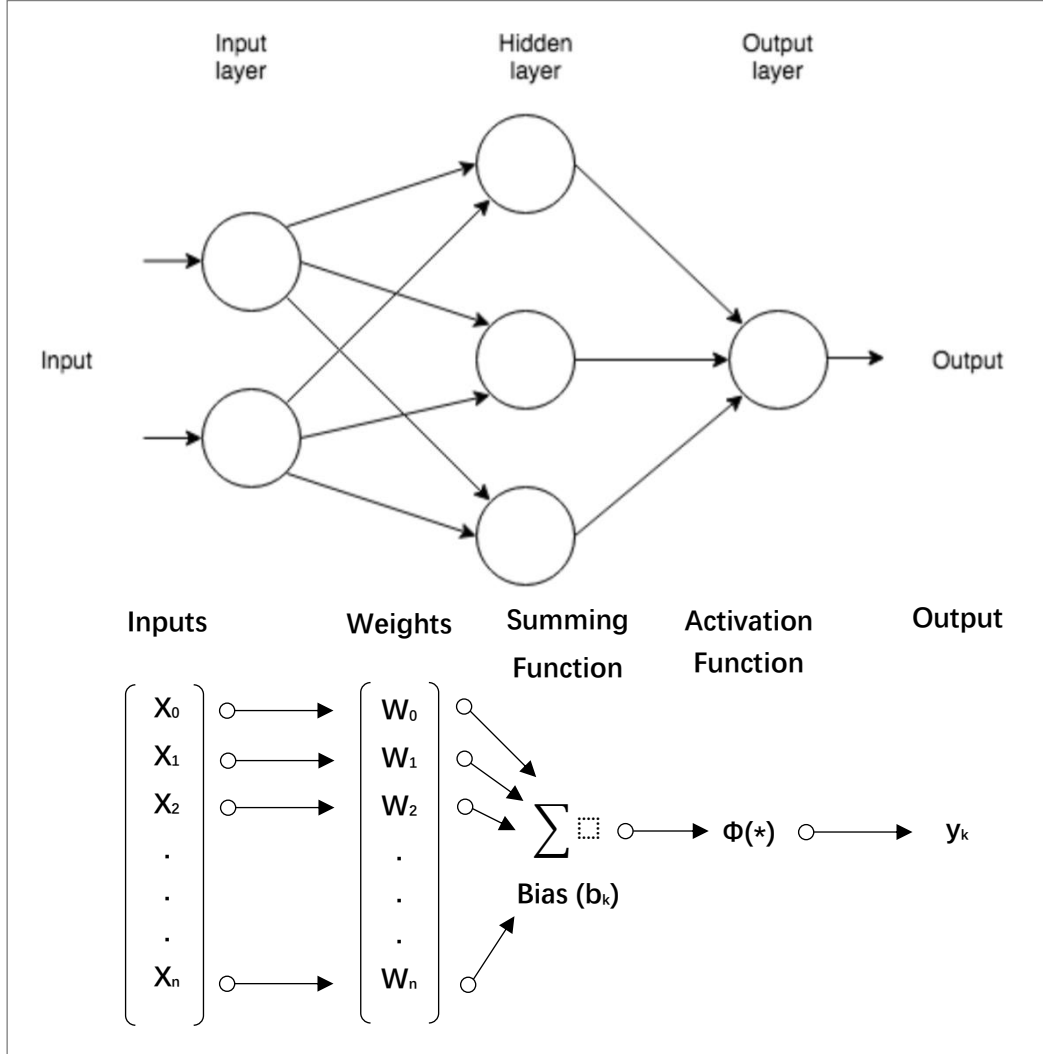 Input
layer
Hidden
layer
Output
layer
Input
Output
Inputs
Weights
Summing
Function
Activation
Function
Output
X₀
W₀
X₁
W₁
X₂
W₂
∑
Φ(*)
yₖ
.
.
Bias (bₖ)
.
.
.
.
Xₙ
Wₙ